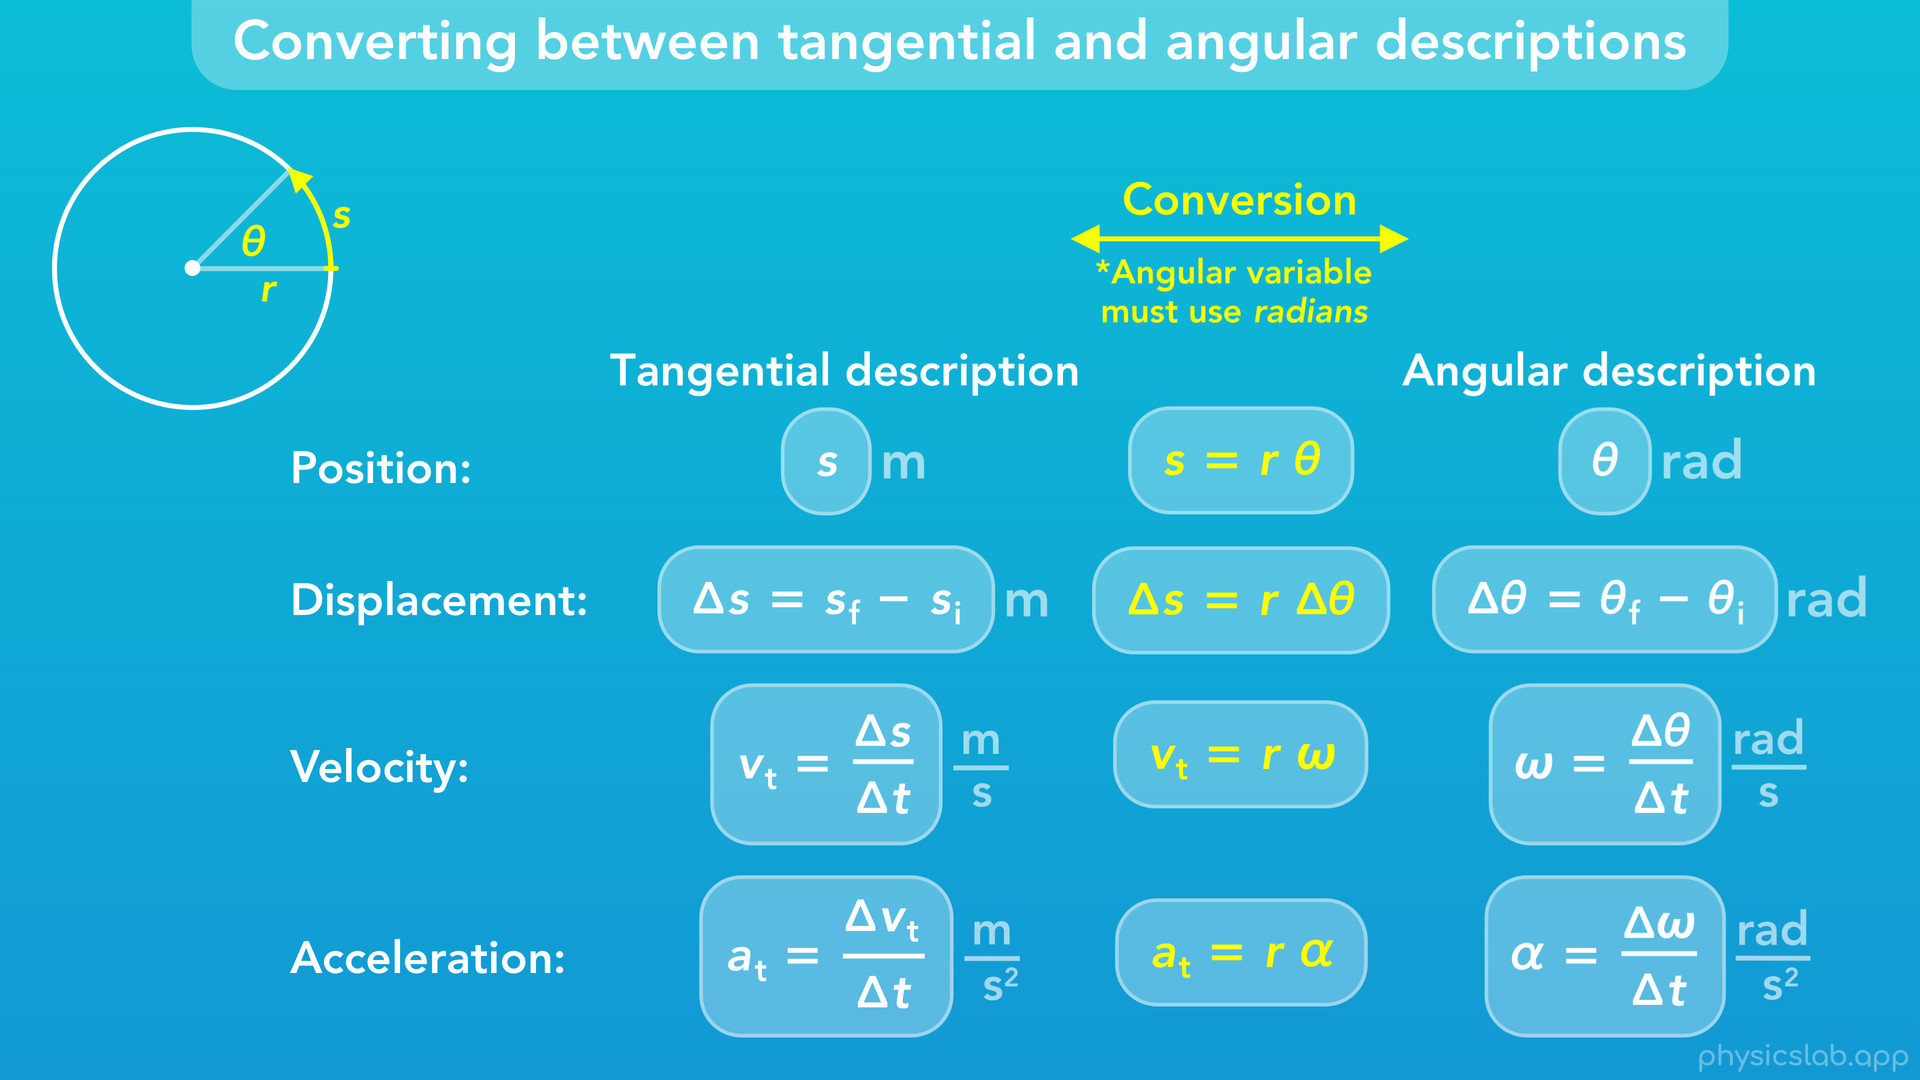 Converting between tangential and angular descriptions
s
θ
r
Conversion
*Angular variable
must use radians
Tangential description
Angular description
Position:
s m
s = r θ
θ rad
Displacement:
Δs = s_f − s_i m
Δs = r Δθ
Δθ = θ_f − θ_i rad
Velocity:
v_t = Δs/Δt m/s
v_t = r ω
ω = Δθ/Δt rad/s
Acceleration:
a_t = Δv_t/Δt m/s²
a_t = r α
α = Δω/Δt rad/s²
physicslab.app